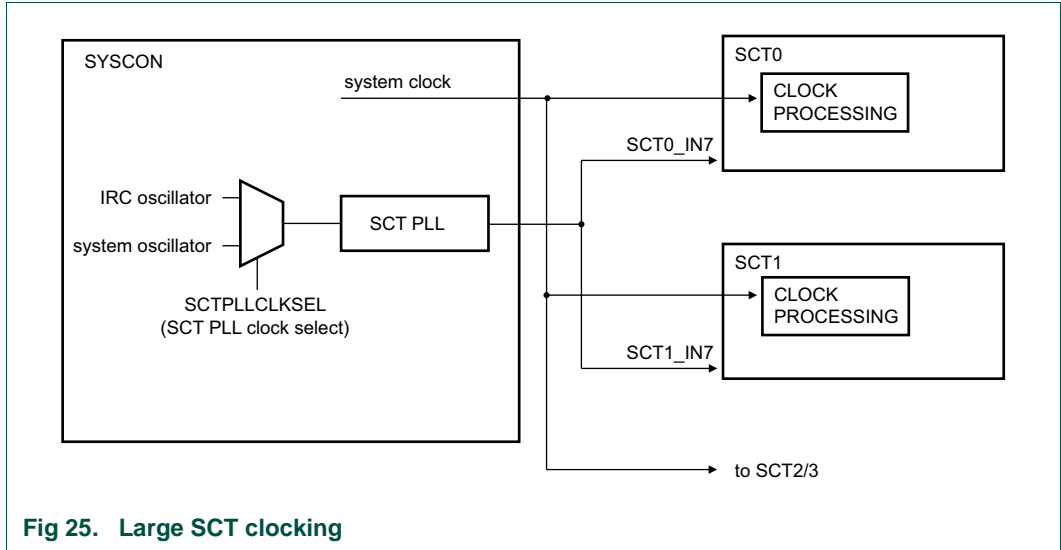 SYSCON
system clock
IRC oscillator
system oscillator
SCT PLL
SCTPLLCLKSEL
(SCT PLL clock select)
SCT0
CLOCK
PROCESSING
SCT0_IN7
SCT1
CLOCK
PROCESSING
SCT1_IN7
to SCT2/3
Fig 25. Large SCT clocking